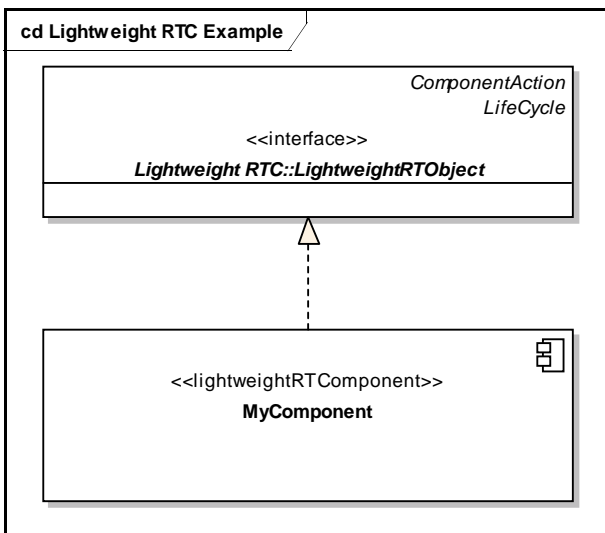 cd Lightweight RTC Example
ComponentAction
LifeCycle
<<interface>>
Lightweight RTC::LightweightRTObject
<<lightweightRTComponent>>
MyComponent